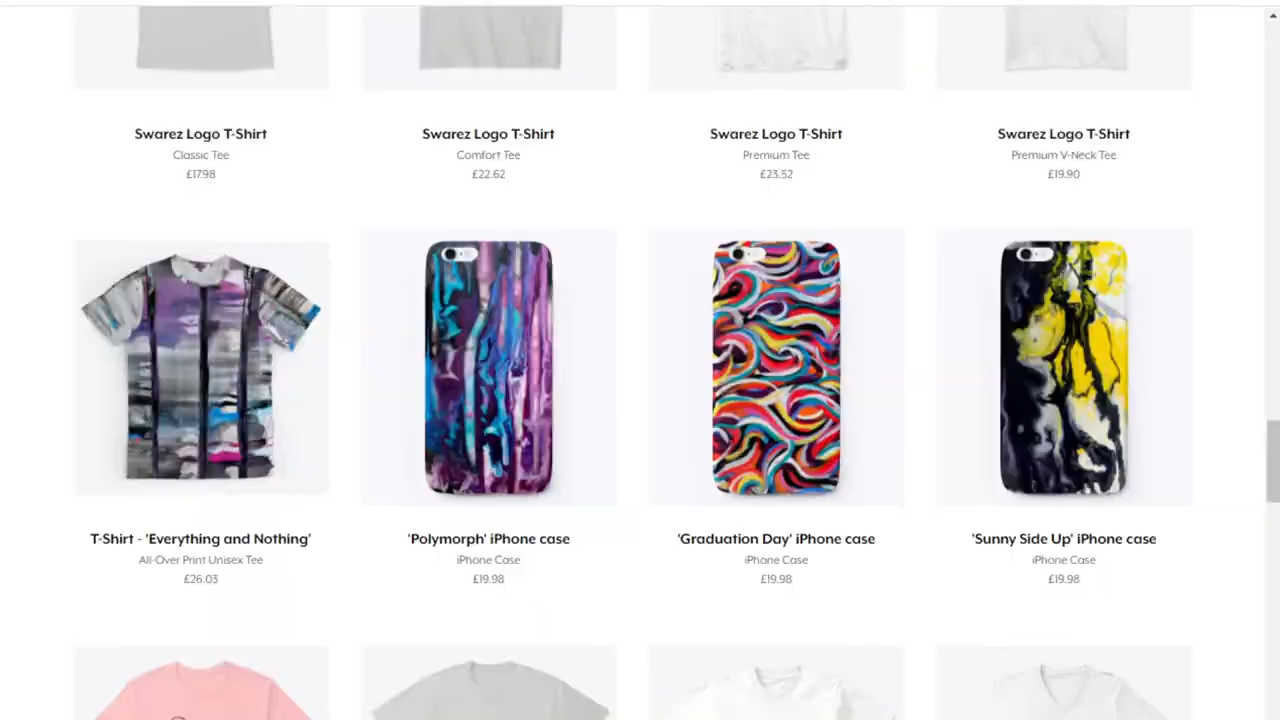 Swarez Logo T-Shirt
Classic Tee
£17.98
Swarez Logo T-Shirt
Comfort Tee
£22.62
Swarez Logo T-Shirt
Premium Tee
£23.52
Swarez Logo T-Shirt
Premium V-Neck Tee
£19.90
T-Shirt - 'Everything and Nothing'
All-Over Print Unisex Tee
£26.03
'Polymorph' iPhone case
iPhone Case
£19.98
'Graduation Day' iPhone case
iPhone Case
£19.98
'Sunny Side Up' iPhone case
iPhone Case
£19.98